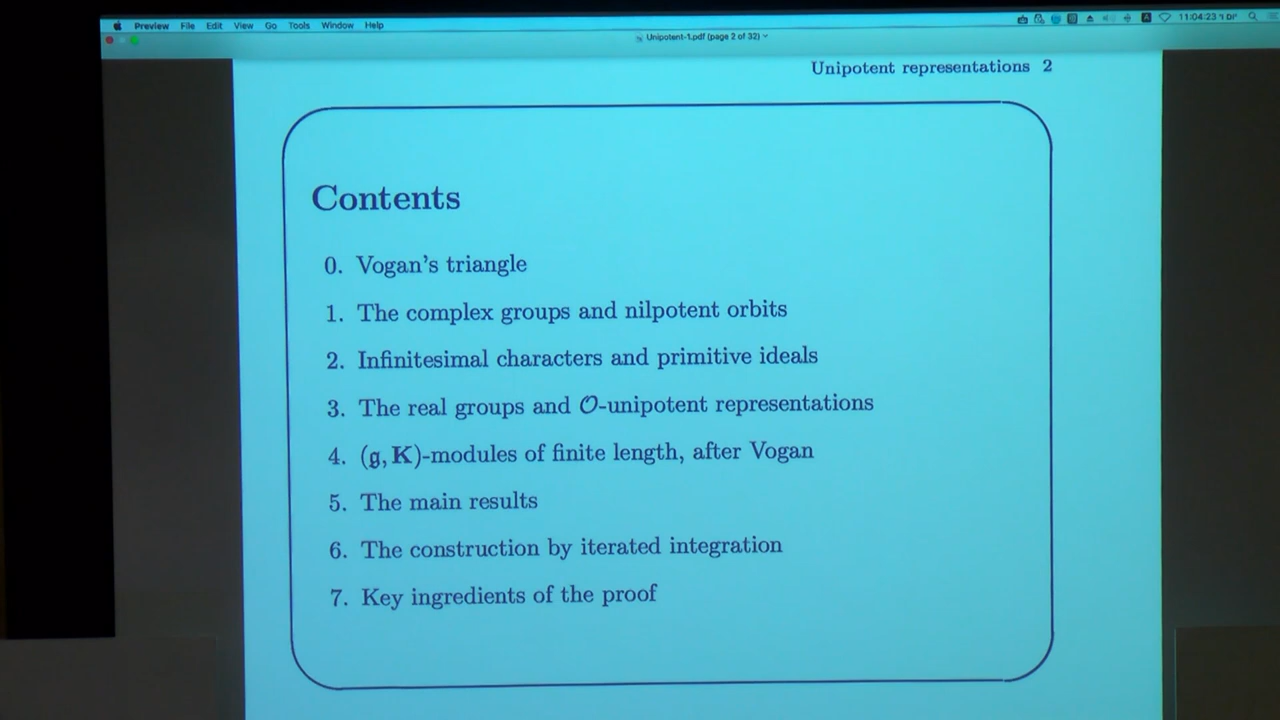 Preview File Edit View Go Tools Window Help
11:04:23
Unipotent-1.pdf (page 2 of 32)
Unipotent representations 2
Contents
0. Vogan's triangle
1. The complex groups and nilpotent orbits
2. Infinitesimal characters and primitive ideals
3. The real groups and 𝒪-unipotent representations
4. (𝔤, 𝐊)-modules of finite length, after Vogan
5. The main results
6. The construction by iterated integration
7. Key ingredients of the proof